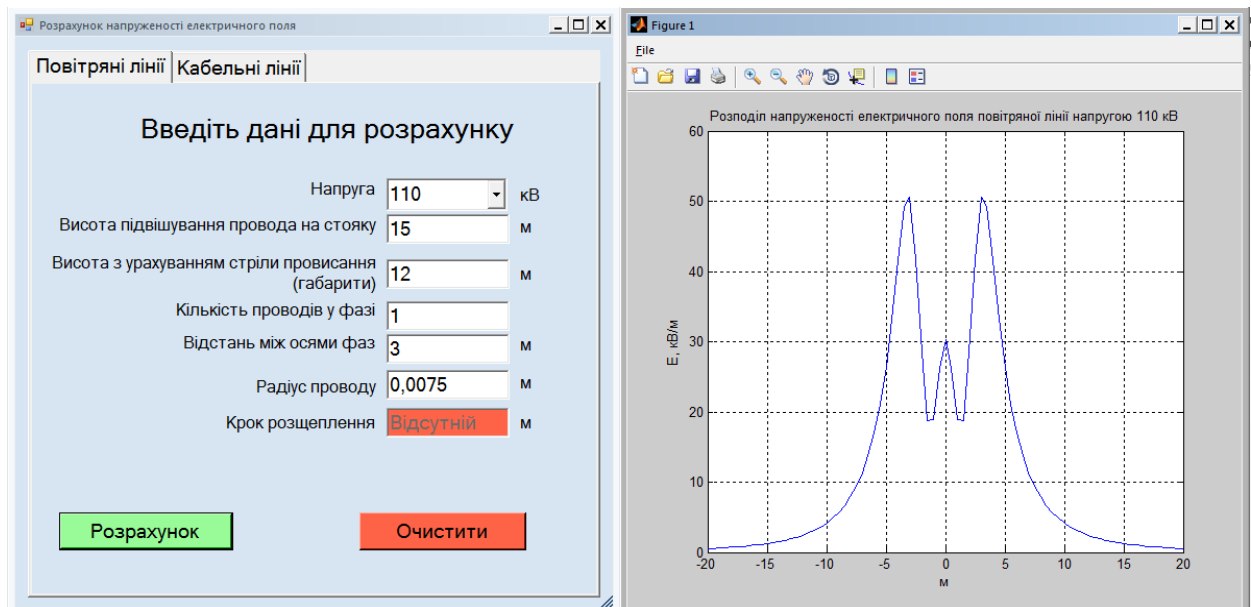 Розрахунок напруженості електричного поля
Повітряні лінії
Кабельні лінії
Введіть дані для розрахунку
Напруга 110 кВ
Висота підвішування провода на стояку 15 м
Висота з урахуванням стріли провисання
(габарити) 12 м
Кількість проводів у фазі 1
Відстань між осями фаз 3 м
Радіус проводу 0,0075 м
Крок розщеплення Відсутній м
Розрахунок
Очистити
Figure 1
File
Розподіл напруженості електричного поля повітряної лінії напругою 110 кВ
60
50
40
30
20
10
0
E, кВ/м
-20 -15 -10 -5 0 5 10 15 20
м